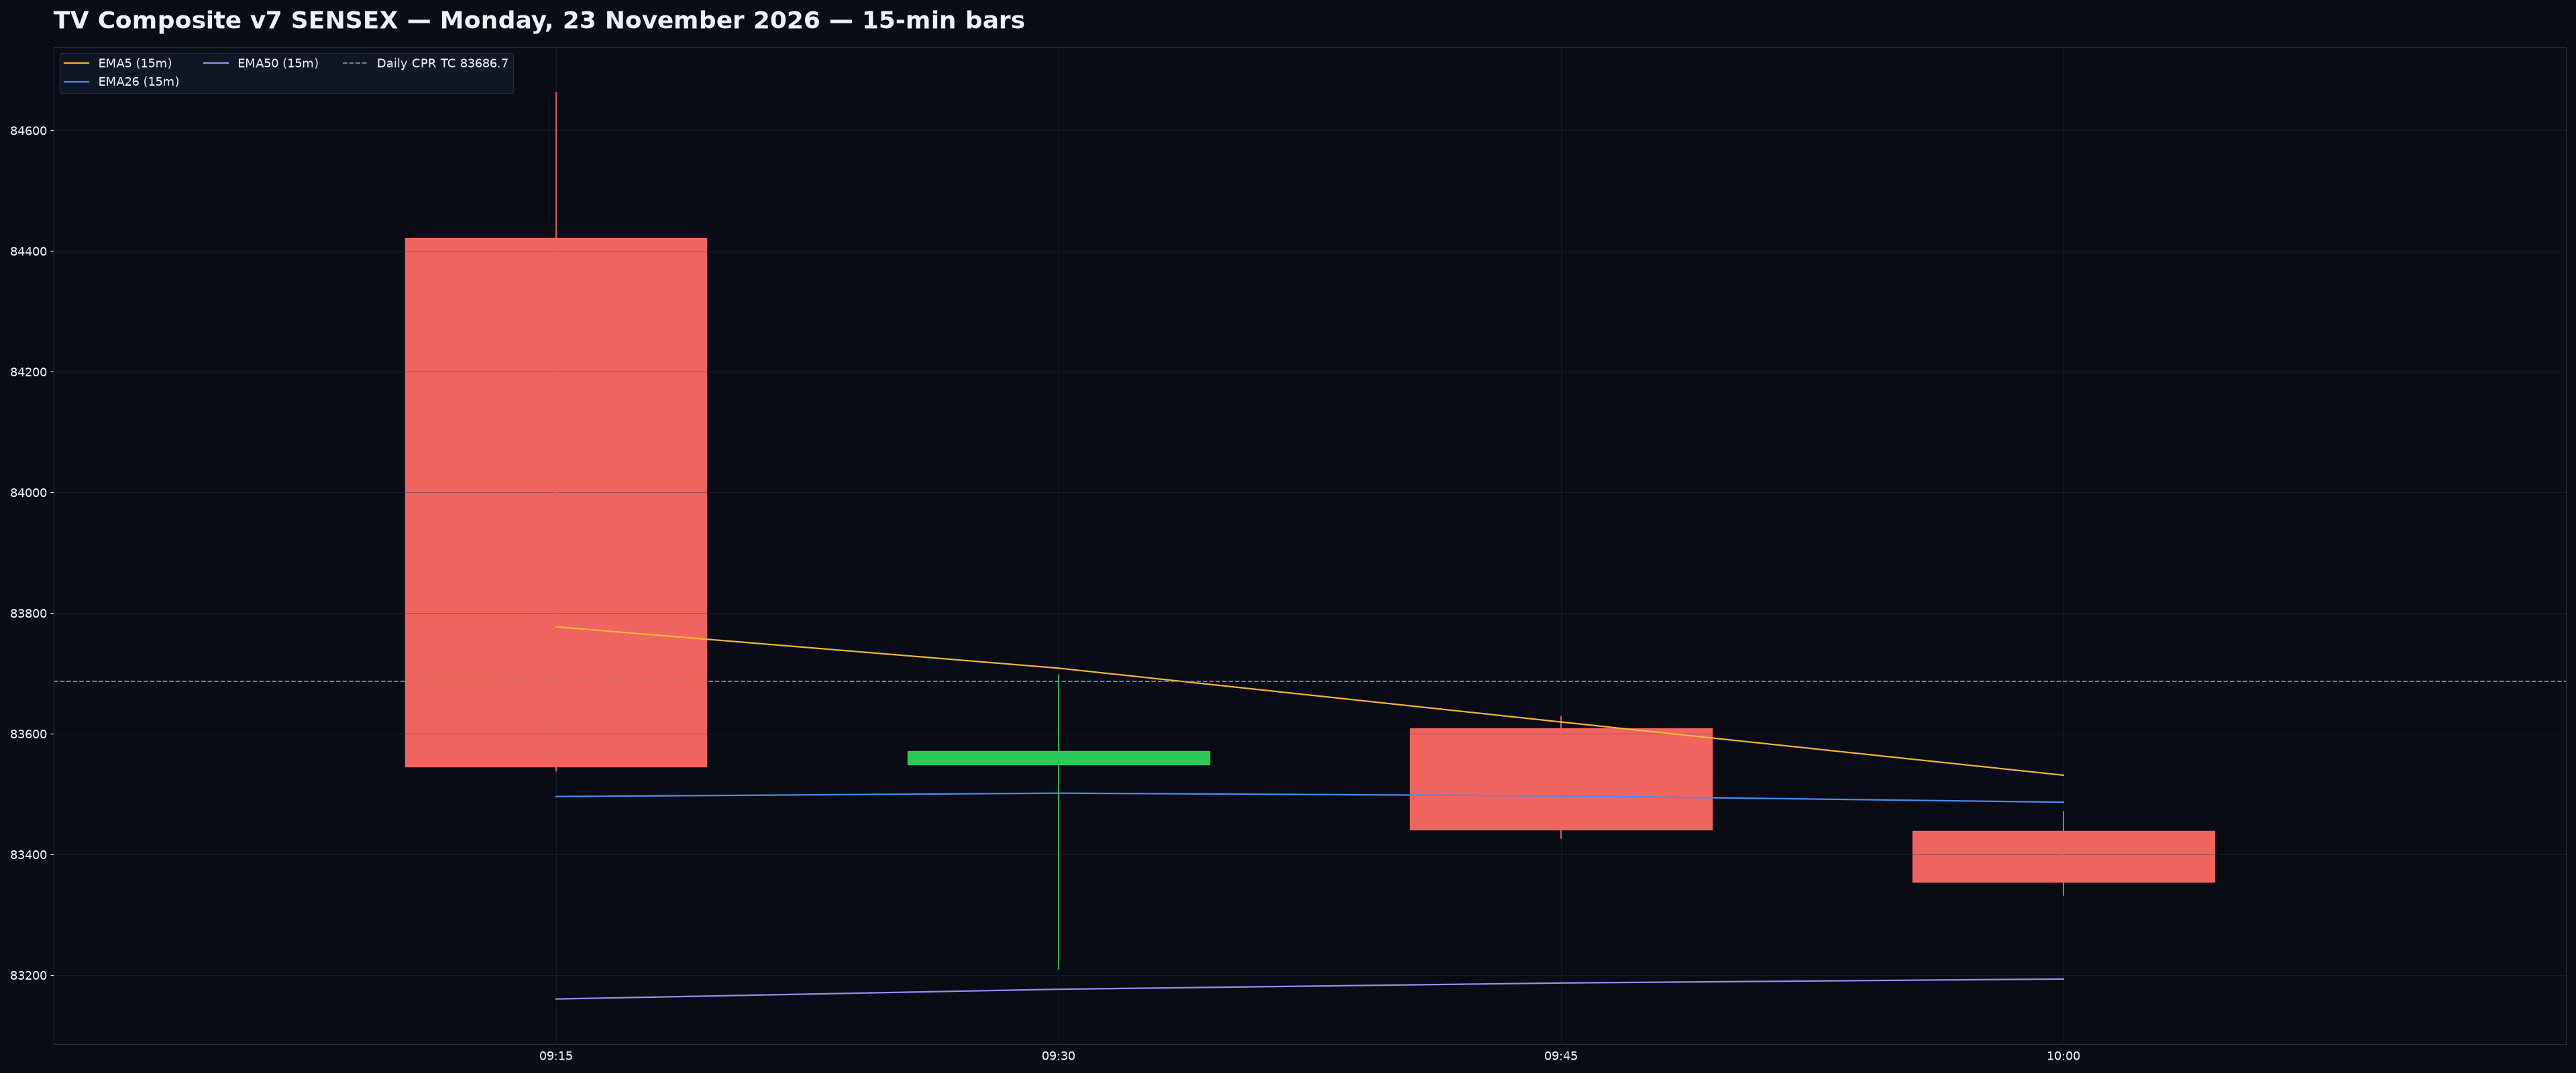 TV Composite v7 SENSEX — Monday, 23 November 2026 — 15-min bars
EMA5 (15m) EMA50 (15m) Daily CPR TC 83686.7
EMA26 (15m)
84600
84400
84200
84000
83800
83600
83400
83200
09:15 09:30 09:45 10:00